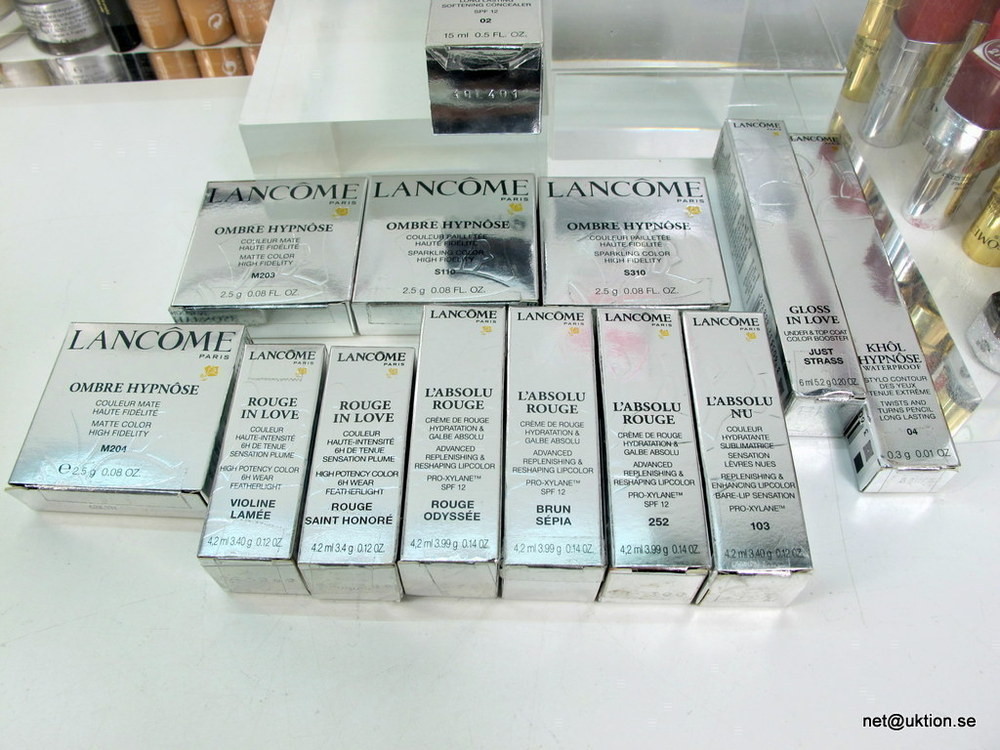 SOFTENING CONCEALER
SPF 12
02
15 ml 0.5 FL. OZ.
LANCÔME
PARIS
OMBRE HYPNÔSE
COULEUR MATE
HAUTE FIDÉLITÉ
MATTE COLOR
HIGH FIDELITY
M203
2.5 g 0.08 FL. OZ.
LANCÔME
PARIS
OMBRE HYPNÔSE
COULEUR PAILLETÉE
HAUTE FIDÉLITÉ
SPARKLING COLOR
HIGH FIDELITY
S110
2.5 g 0.08 FL. OZ.
LANCÔME
PARIS
OMBRE HYPNÔSE
COULEUR PAILLETÉE
HAUTE FIDÉLITÉ
SPARKLING COLOR
HIGH FIDELITY
S310
2.5 g 0.08 FL. OZ.
LANCÔME
GLOSS
IN LOVE
UNDER & TOP COAT
COLOR BOOSTER
JUST
STRASS
6 ml 5.2 g 0.20 OZ.
LANCÔME
KHÔL
HYPNÔSE
WATERPROOF
STYLO CONTOUR
DES YEUX
TENUE EXTRÊME
TWISTS AND
TURNS PENCIL
LONG LASTING
04
0.3 g 0.01 OZ.
LANCÔME
PARIS
OMBRE HYPNÔSE
COULEUR MATE
HAUTE FIDÉLITÉ
MATTE COLOR
HIGH FIDELITY
M204
℮ 2.5 g 0.08 OZ.
LANCÔME
PARIS
ROUGE
IN LOVE
COULEUR
HAUTE-INTENSITÉ
6H DE TENUE
SENSATION PLUME
HIGH POTENCY COLOR
6H WEAR
FEATHERLIGHT
VIOLINE
LAMÉE
4,2 ml 3.40 g 0.12 OZ.
LANCÔME
PARIS
ROUGE
IN LOVE
COULEUR
HAUTE-INTENSITÉ
6H DE TENUE
SENSATION PLUME
HIGH POTENCY COLOR
6H WEAR
FEATHERLIGHT
ROUGE
SAINT HONORÉ
4.2 ml 3.4 g 0.12 OZ.
LANCÔME
PARIS
L'ABSOLU
ROUGE
CRÈME DE ROUGE
HYDRATATION &
GALBE ABSOLU
ADVANCED
REPLENISHING &
RESHAPING LIPCOLOR
PRO-XYLANE™
SPF 12
ROUGE
ODYSSÉE
4,2 ml 3.99 g 0.14 OZ.
LANCÔME
PARIS
L'ABSOLU
ROUGE
CRÈME DE ROUGE
HYDRATATION &
GALBE ABSOLU
ADVANCED
REPLENISHING &
RESHAPING LIPCOLOR
PRO-XYLANE™
SPF 12
BRUN
SÉPIA
4,2 ml 3.99 g 0.14 OZ.
LANCÔME
PARIS
L'ABSOLU
ROUGE
CRÈME DE ROUGE
HYDRATATION &
GALBE ABSOLU
ADVANCED
REPLENISHING &
RESHAPING LIPCOLOR
PRO-XYLANE™
SPF 12
252
4,2 ml 3.99 g 0.14 OZ.
LANCÔME
PARIS
L'ABSOLU
NU
COULEUR
HYDRATANTE
SUBLIMATRICE
SENSATION
LÈVRES NUES
REPLENISHING &
ENHANCING LIPCOLOR
BARE-LIP SENSATION
PRO-XYLANE™
103
4.2 ml 3.40 g 0.12 OZ.
net@uktion.se